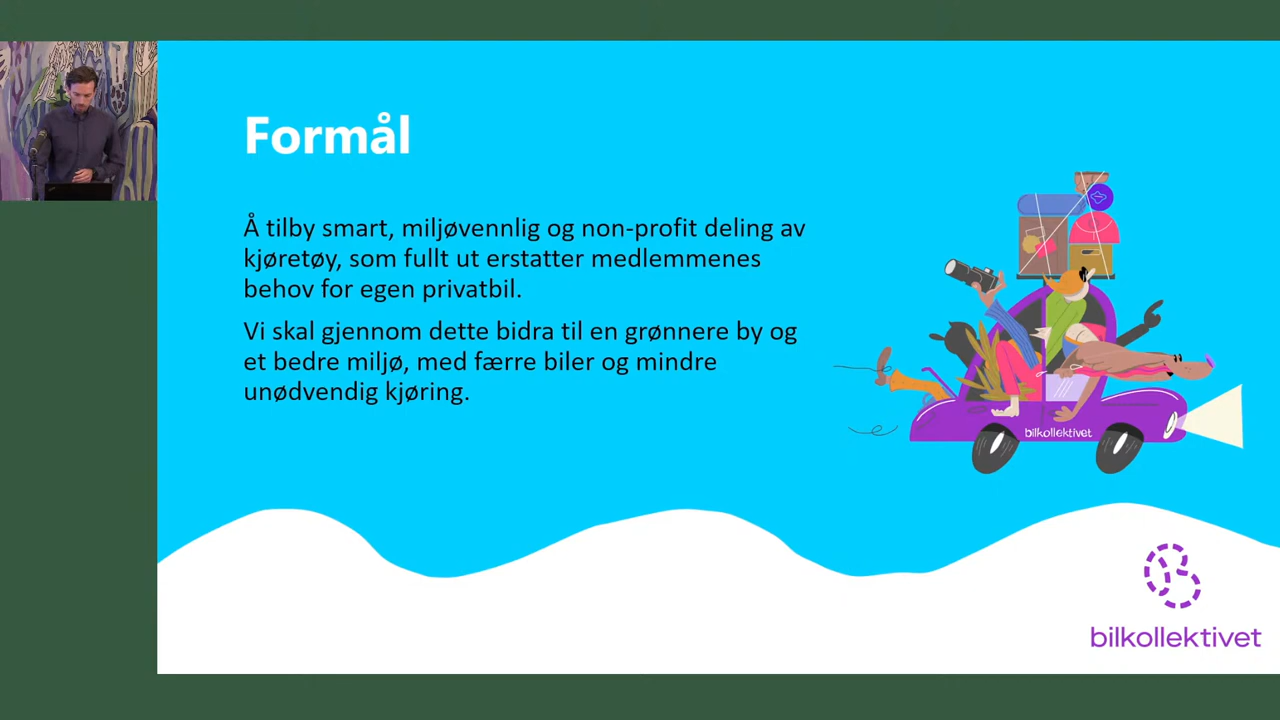 Formål
Å tilby smart, miljøvennlig og non-profit deling av
kjøretøy, som fullt ut erstatter medlemmenes
behov for egen privatbil.
Vi skal gjennom dette bidra til en grønnere by og
et bedre miljø, med færre biler og mindre
unødvendig kjøring.
bilkollektivet
bilkollektivet